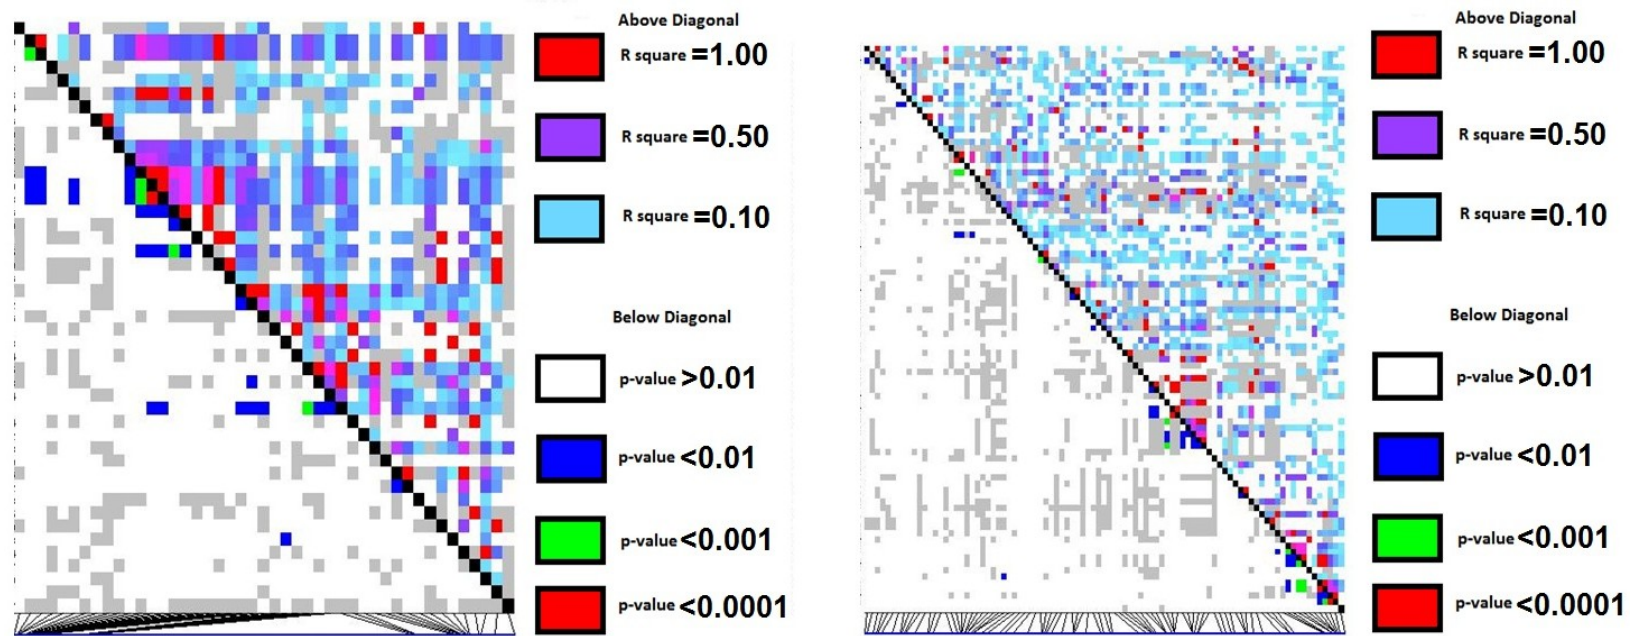 Above Diagonal
R square =1.00
R square =0.50
R square =0.10
Below Diagonal
p-value >0.01
p-value <0.01
p-value <0.001
p-value <0.0001
Above Diagonal
R square =1.00
R square =0.50
R square =0.10
Below Diagonal
p-value >0.01
p-value <0.01
p-value <0.001
p-value <0.0001